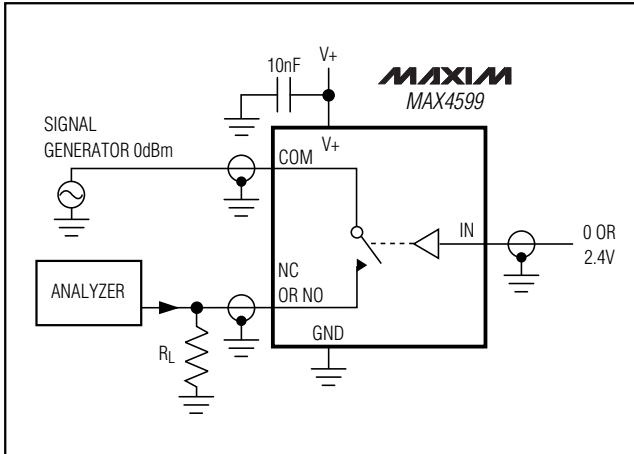 10nF
V+
MAXIM
MAX4599
SIGNAL
GENERATOR 0dBm
V+
COM
IN
0 OR
2.4V
NC
OR NO
ANALYZER
GND
RL